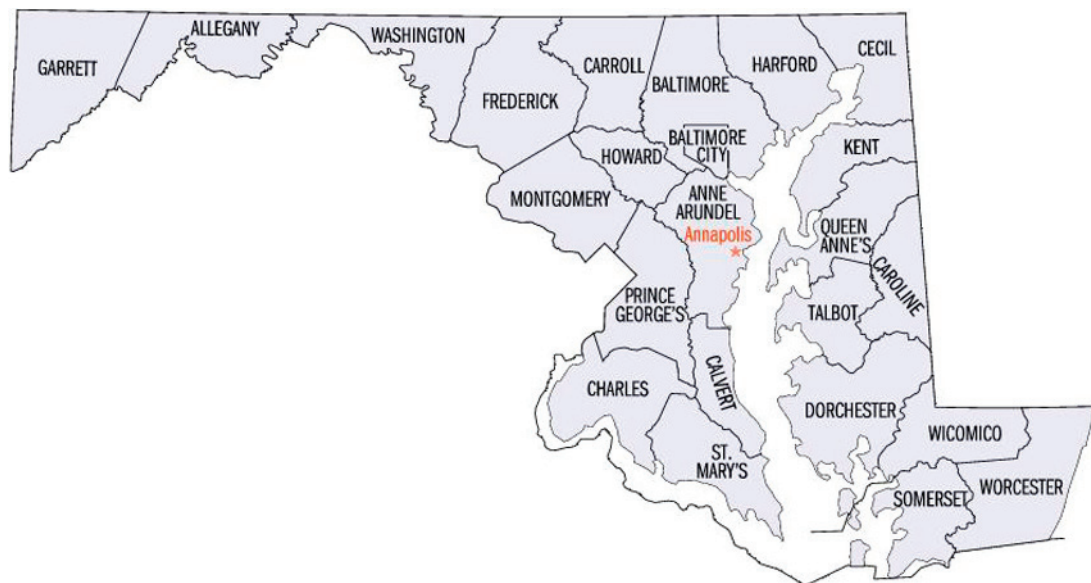 GARRETT
ALLEGANY
WASHINGTON
FREDERICK
CARROLL
BALTIMORE
HARFORD
CECIL
BALTIMORE
CITY
HOWARD
KENT
MONTGOMERY
ANNE
ARUNDEL
Annapolis
QUEEN
ANNE'S
CAROLINE
PRINCE
GEORGE'S
TALBOT
CHARLES
CALVERT
DORCHESTER
WICOMICO
ST.
MARY'S
SOMERSET
WORCESTER